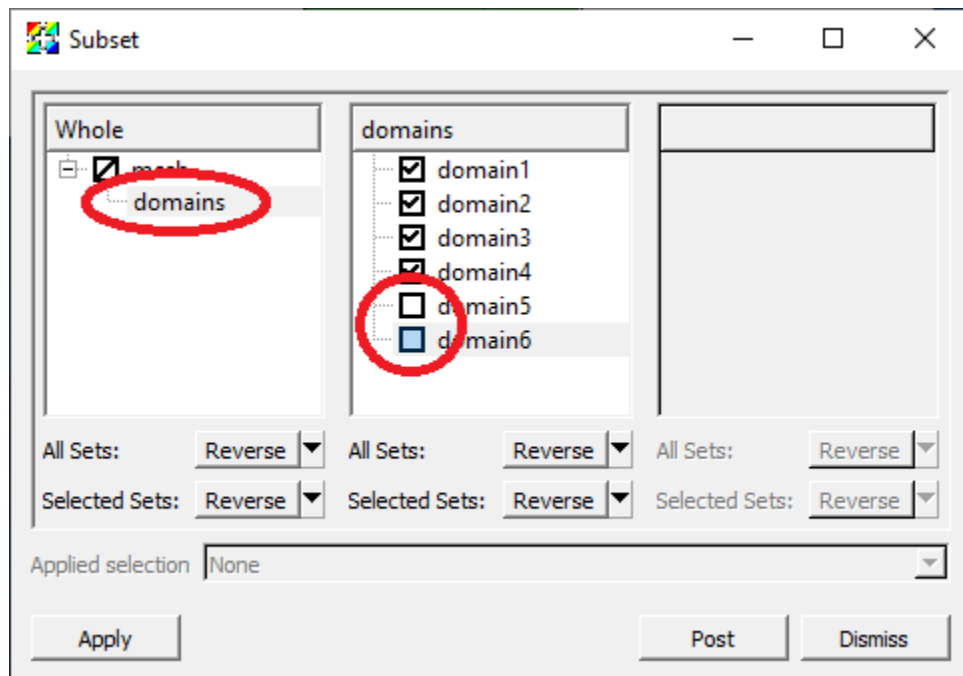 Subset
Whole
domains
mesh
domains
domain1
domain2
domain3
domain4
domain5
domain6
All Sets: Reverse
All Sets: Reverse
All Sets: Reverse
Selected Sets: Reverse
Selected Sets: Reverse
Selected Sets: Reverse
Applied selection None
Apply
Post
Dismiss